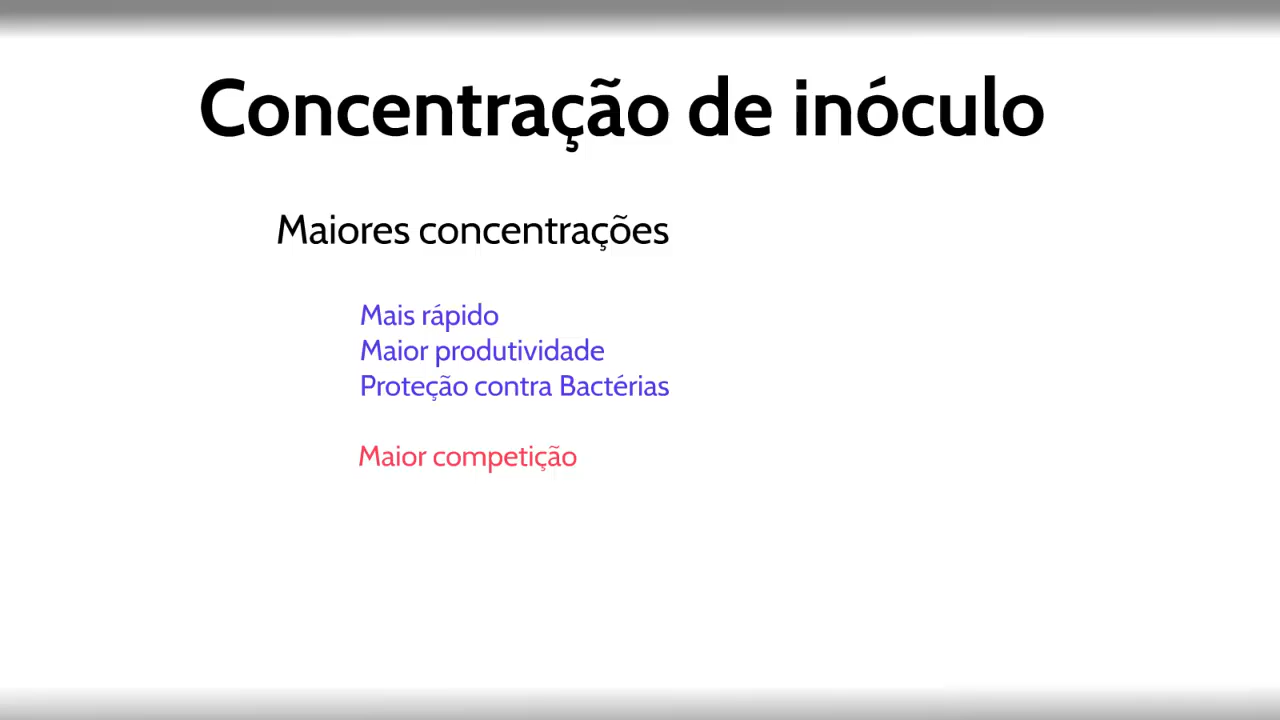 Concentração de inóculo
Maiores concentrações
Mais rápido
Maior produtividade
Proteção contra Bactérias
Maior competição